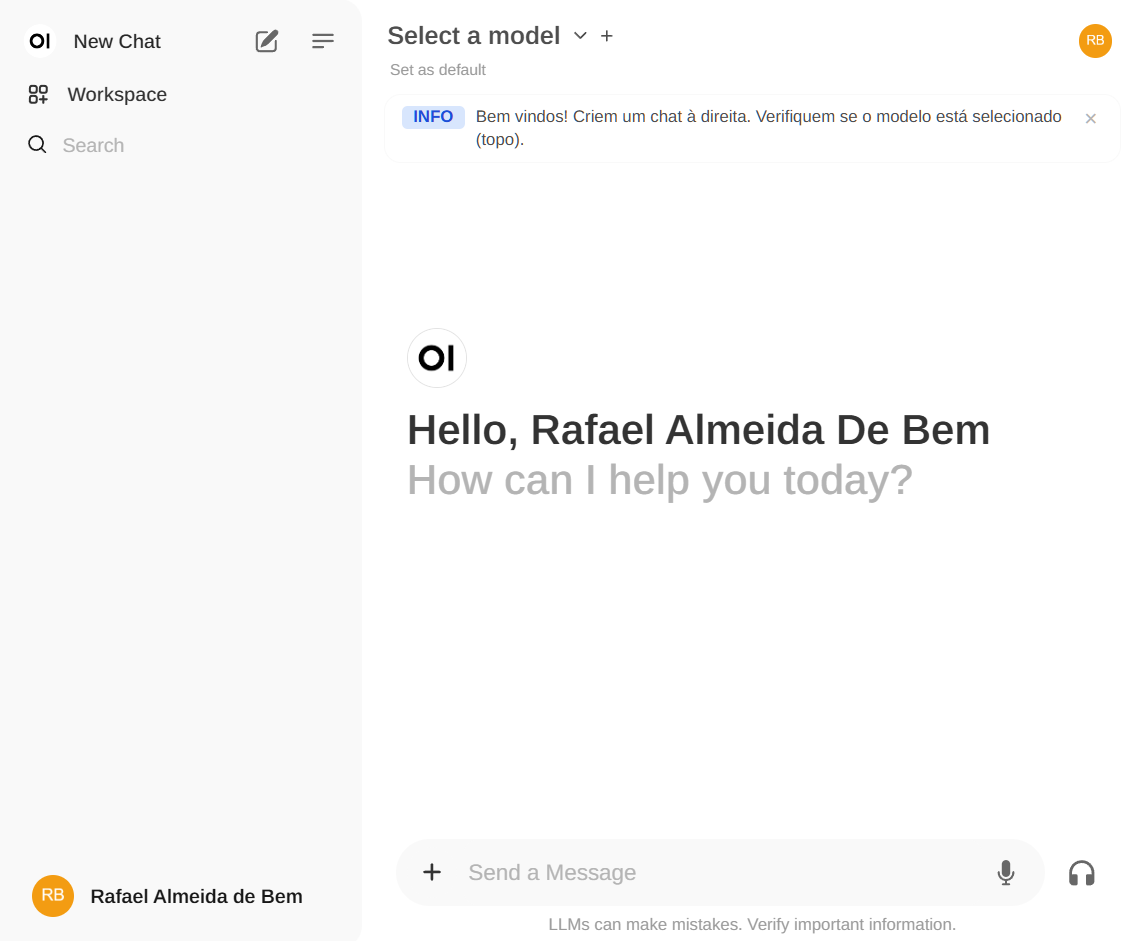 OI New Chat
Workspace
Search
RB Rafael Almeida de Bem
Select a model
Set as default
RB
INFO Bem vindos! Criem um chat à direita. Verifiquem se o modelo está selecionado
(topo).
OI
Hello, Rafael Almeida De Bem
How can I help you today?
Send a Message
LLMs can make mistakes. Verify important information.